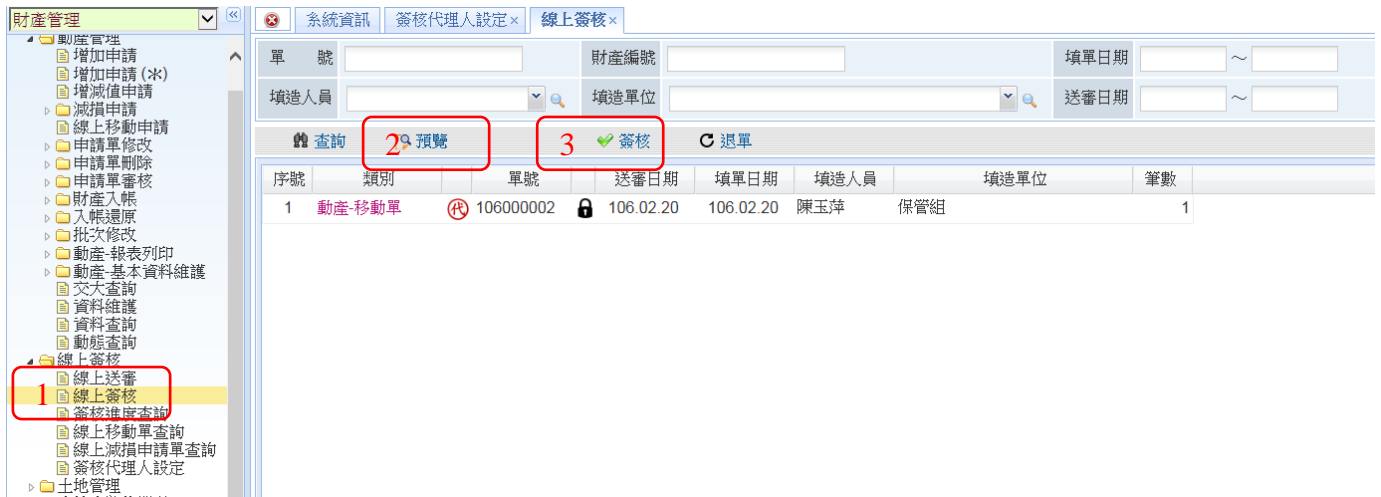 財產管理
動產管理
增加申請
增加申請(米)
增減值申請
減損申請
線上移動申請
申請單修改
申請單刪除
申請單審核
財產入帳
入帳還原
批次修改
動產-報表列印
動產-基本資料維護
交大查詢
資料維護
資料查詢
動態查詢
線上簽核
線上送審
1 線上簽核
簽核進度查詢
線上移動單查詢
線上減損申請單查詢
簽核代理人設定
土地管理
系統資訊 簽核代理人設定× 線上簽核×
單 號 財產編號 填單日期 ~
填造人員 填造單位 送審日期 ~
查詢 2 預覽 3 簽核 退單
序號 類別 單號 送審日期 填單日期 填造人員 填造單位 筆數
1 動產-移動單 代 106000002 106.02.20 106.02.20 陳玉萍 保管組 1